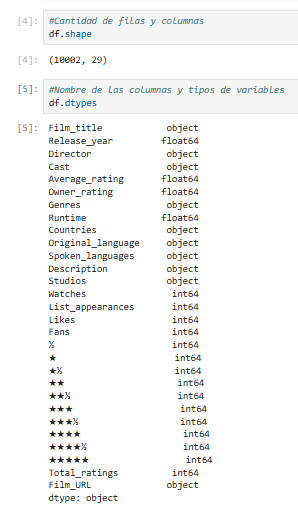 [4]: #Cantidad de filas y columnas
df.shape
[4]: (10002, 29)
[5]: #Nombre de las columnas y tipos de variables
df.dtypes
[5]: Film_title object
Release_year float64
Director object
Cast object
Average_rating float64
Owner_rating float64
Genres object
Runtime float64
Countries object
Original_language object
Spoken_languages object
Description object
Studios object
Watches int64
List_appearances int64
Likes int64
Fans int64
½ int64
★ int64
★½ int64
★★ int64
★★½ int64
★★★ int64
★★★½ int64
★★★★ int64
★★★★½ int64
★★★★★ int64
Total_ratings int64
Film_URL object
dtype: object